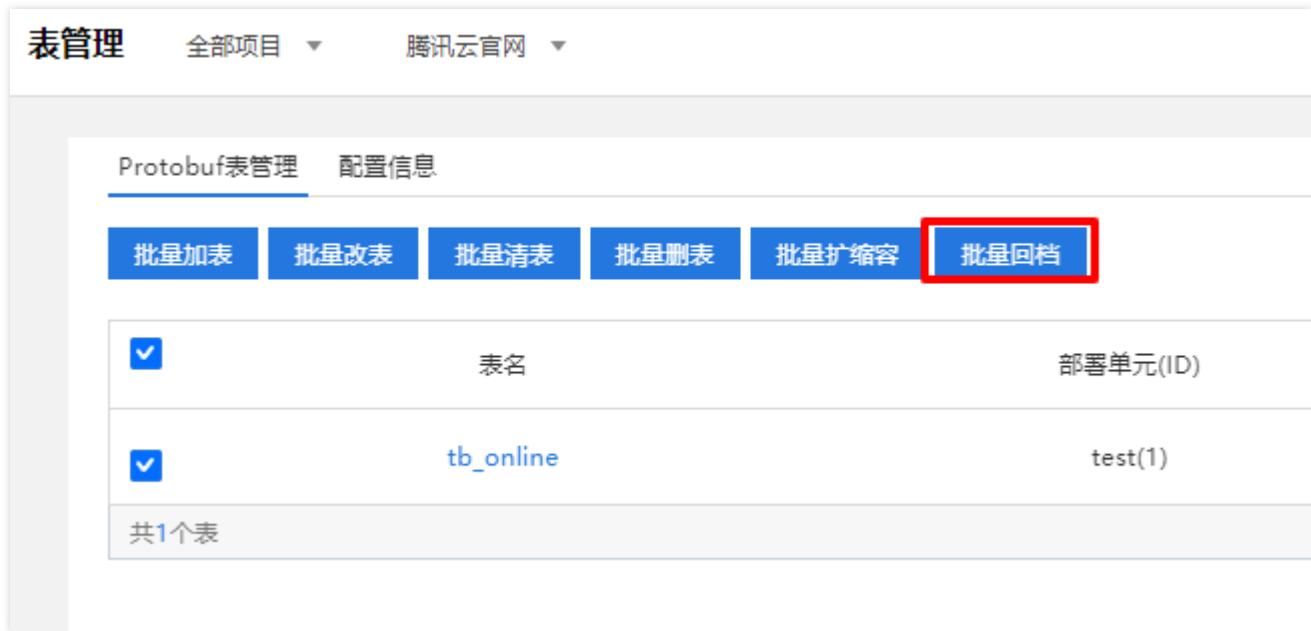 表管理 全部项目 腾讯云官网
Protobuf表管理 配置信息
批量加表 批量改表 批量清表 批量删表 批量扩缩容 批量回档
表名 部署单元(ID)
tb_online test(1)
共1个表